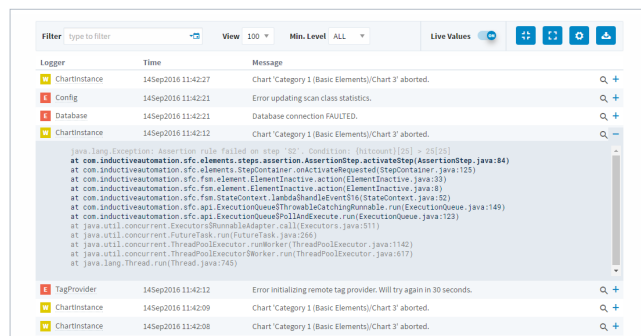 Filter type to filter View 100 Min. Level ALL Live Values ON
Logger Time Message
W ChartInstance 14Sep2016 11:42:27 Chart 'Category 1 (Basic Elements)/Chart 3' aborted.
E Config 14Sep2016 11:42:21 Error updating scan class statistics.
E Database 14Sep2016 11:42:21 Database connection FAULTED.
W ChartInstance 14Sep2016 11:42:12 Chart 'Category 1 (Basic Elements)/Chart 3' aborted.
java.lang.Exception: Assertion rule failed on step 'S2'. Condition: {hitcount}[25] > 25[25]
at com.inductiveautomation.sfc.elements.steps.assertion.AssertionStep.activateStep(AssertionStep.java:84)
at com.inductiveautomation.sfc.elements.StepContainer.onActivateRequested(StepContainer.java:125)
at com.inductiveautomation.sfc.fsm.element.ElementInactive.action(ElementInactive.java:33)
at com.inductiveautomation.sfc.fsm.element.ElementInactive.action(ElementInactive.java:8)
at com.inductiveautomation.sfc.fsm.StateContext.lambda$handleEvent$16(StateContext.java:52)
at com.inductiveautomation.sfc.api.ExecutionQueue$ThrowableCatchingRunnable.run(ExecutionQueue.java:149)
at com.inductiveautomation.sfc.api.ExecutionQueue$PollAndExecute.run(ExecutionQueue.java:123)
at java.util.concurrent.Executors$RunnableAdapter.call(Executors.java:511)
at java.util.concurrent.FutureTask.run(FutureTask.java:266)
at java.util.concurrent.ThreadPoolExecutor.runWorker(ThreadPoolExecutor.java:1142)
at java.util.concurrent.ThreadPoolExecutor$Worker.run(ThreadPoolExecutor.java:617)
at java.lang.Thread.run(Thread.java:745)
E TagProvider 14Sep2016 11:42:12 Error initializing remote tag provider. Will try again in 30 seconds.
W ChartInstance 14Sep2016 11:42:09 Chart 'Category 1 (Basic Elements)/Chart 3' aborted.
W ChartInstance 14Sep2016 11:42:08 Chart 'Category 1 (Basic Elements)/Chart 3' aborted.